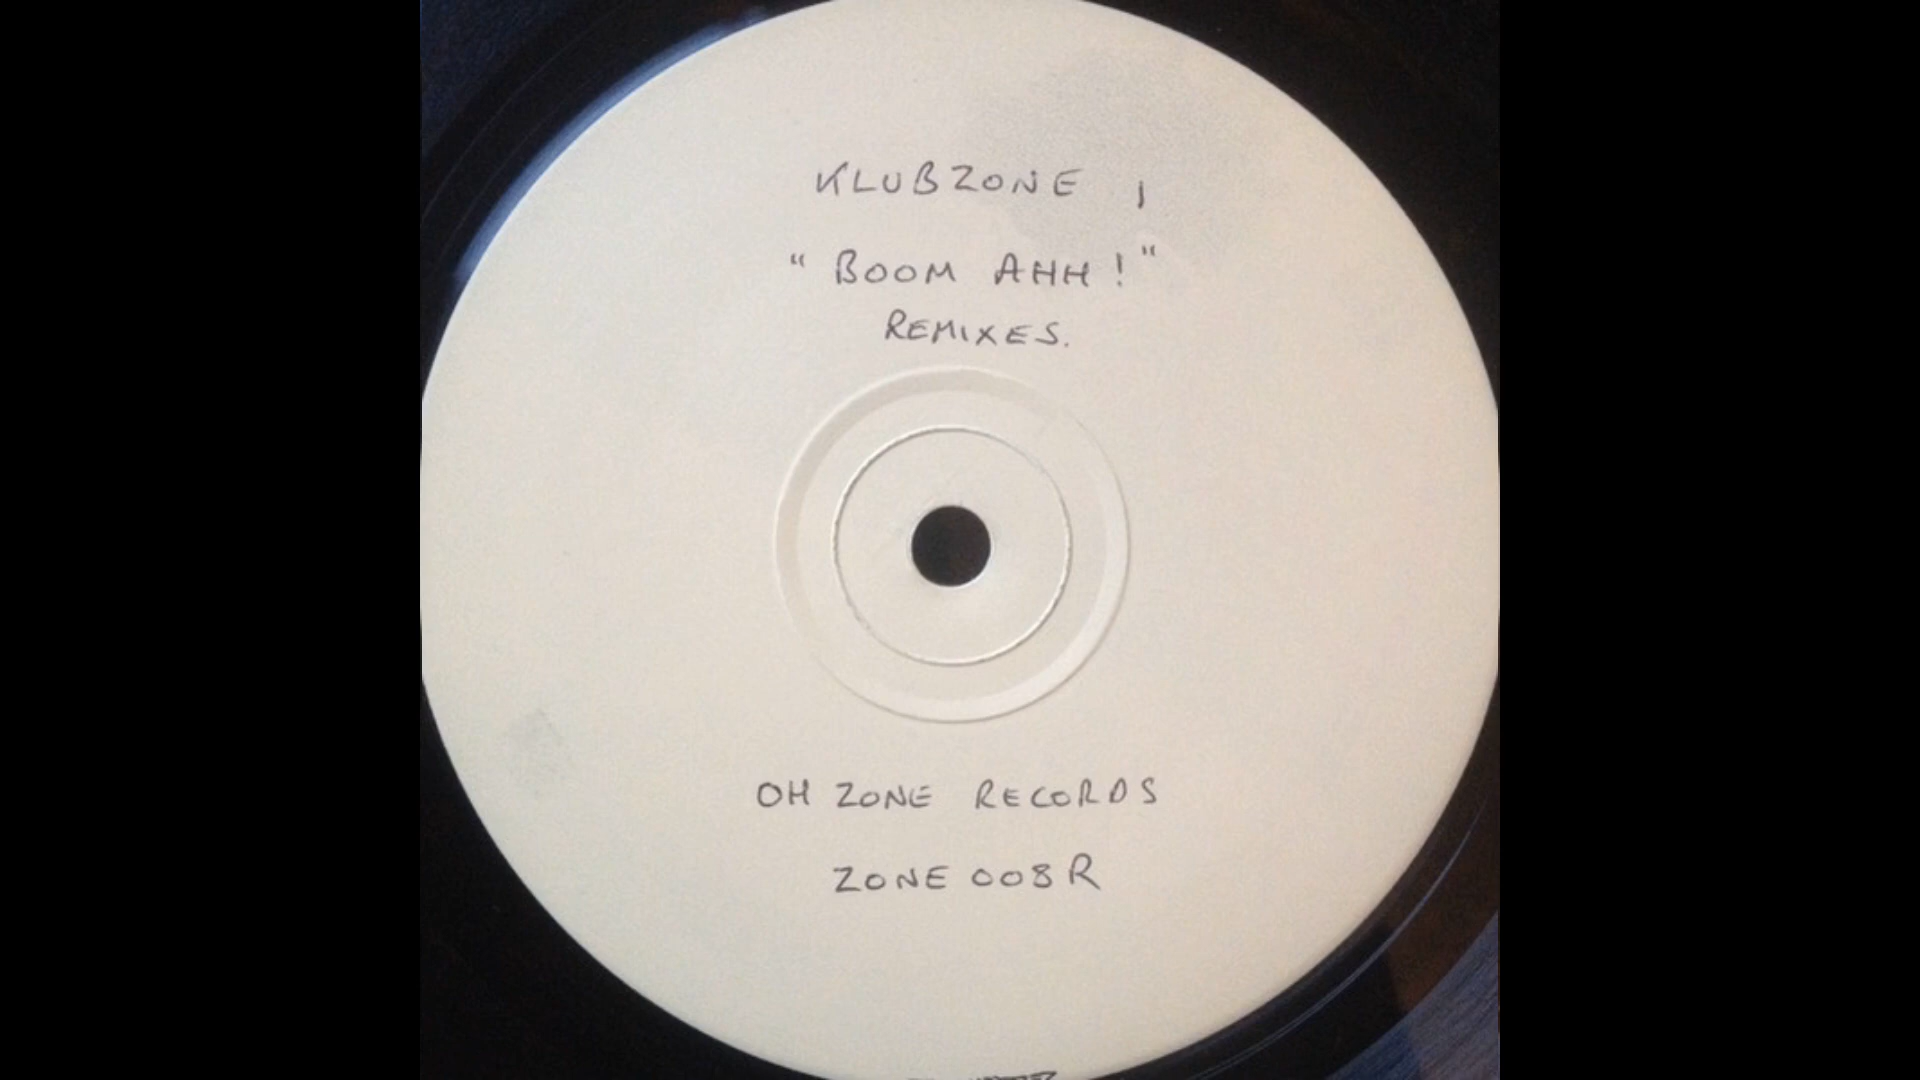 KLUBZONE 1
"BOOM AHH!"
REMIXES.
OH ZONE RECORDS
ZONE 008R